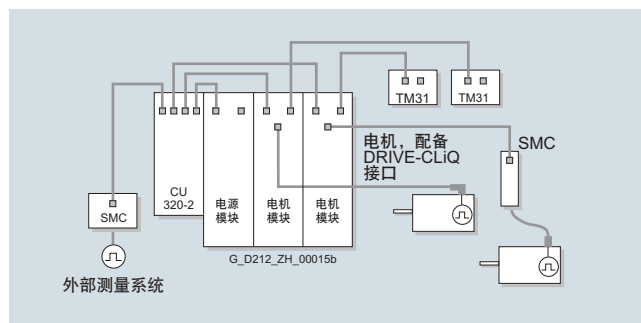 TM31
TM31
电机，配备
DRIVE-CLiQ
接口
SMC
CU
320-2
电源
模块
电机
模块
电机
模块
SMC
G_D212_ZH_00015b
外部测量系统